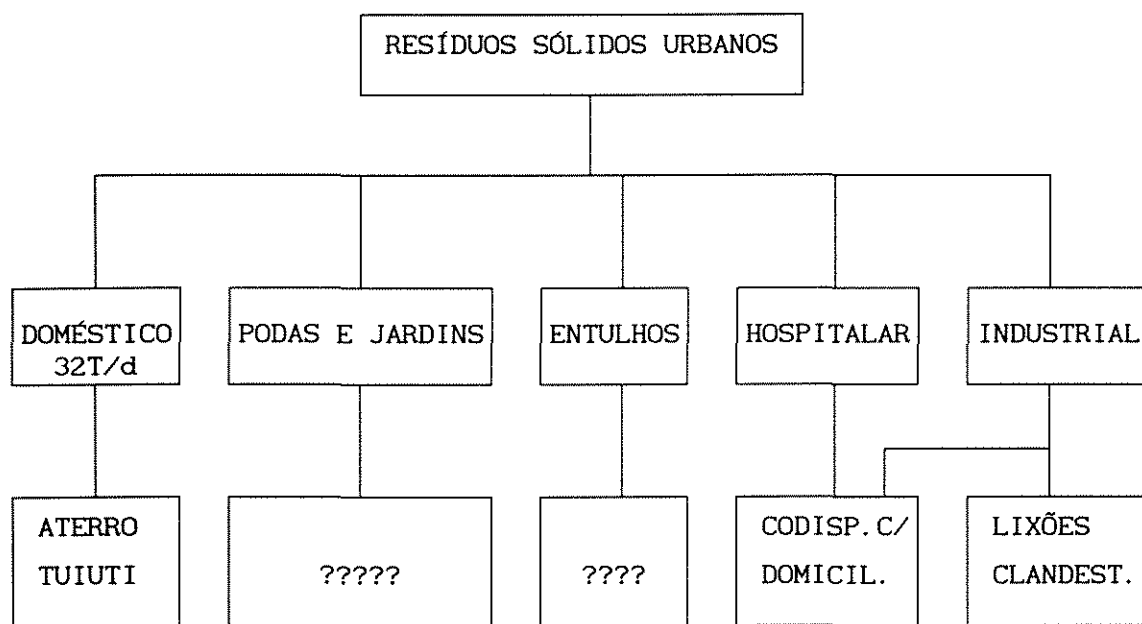 RESÍDUOS SÓLIDOS URBANOS
DOMÉSTICO
32T/d
PODAS E JARDINS
ENTULHOS
HOSPITALAR
INDUSTRIAL
ATERRO
TUIUTI
?????
????
CODISP.C/
DOMICIL.
LIXÕES
CLANDEST.